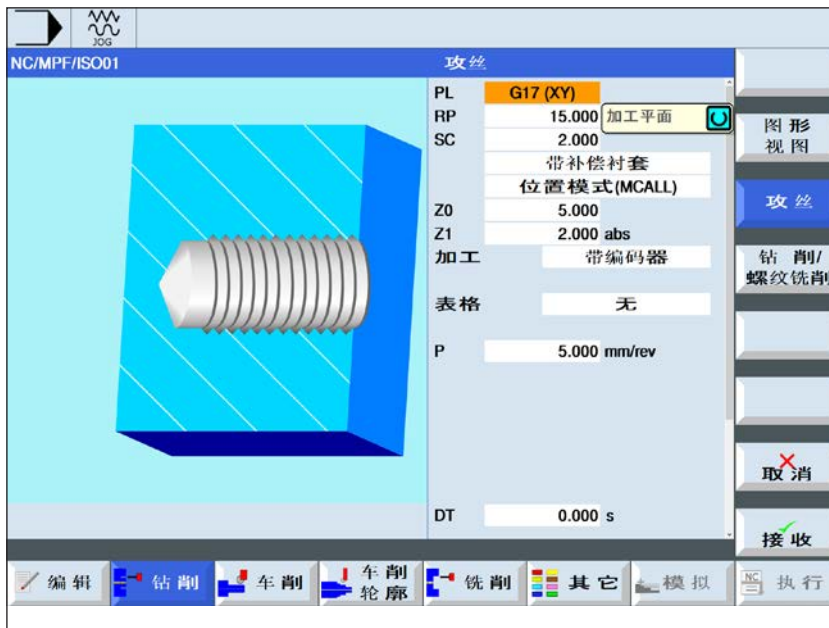 JOG
NC/MPF/ISO01
攻丝
PL G17 (XY)
RP 15.000 加工平面
SC 2.000
带补偿衬套
位置模式(MCALL)
Z0 5.000
Z1 2.000 abs
加工 带编码器
表格 无
P 5.000 mm/rev
DT 0.000 s
图形
视图
攻丝
钻削/
螺纹铣削
取消
接收
编辑
钻削
车削
车削
轮廓
铣削
其它
模拟
NC
执行